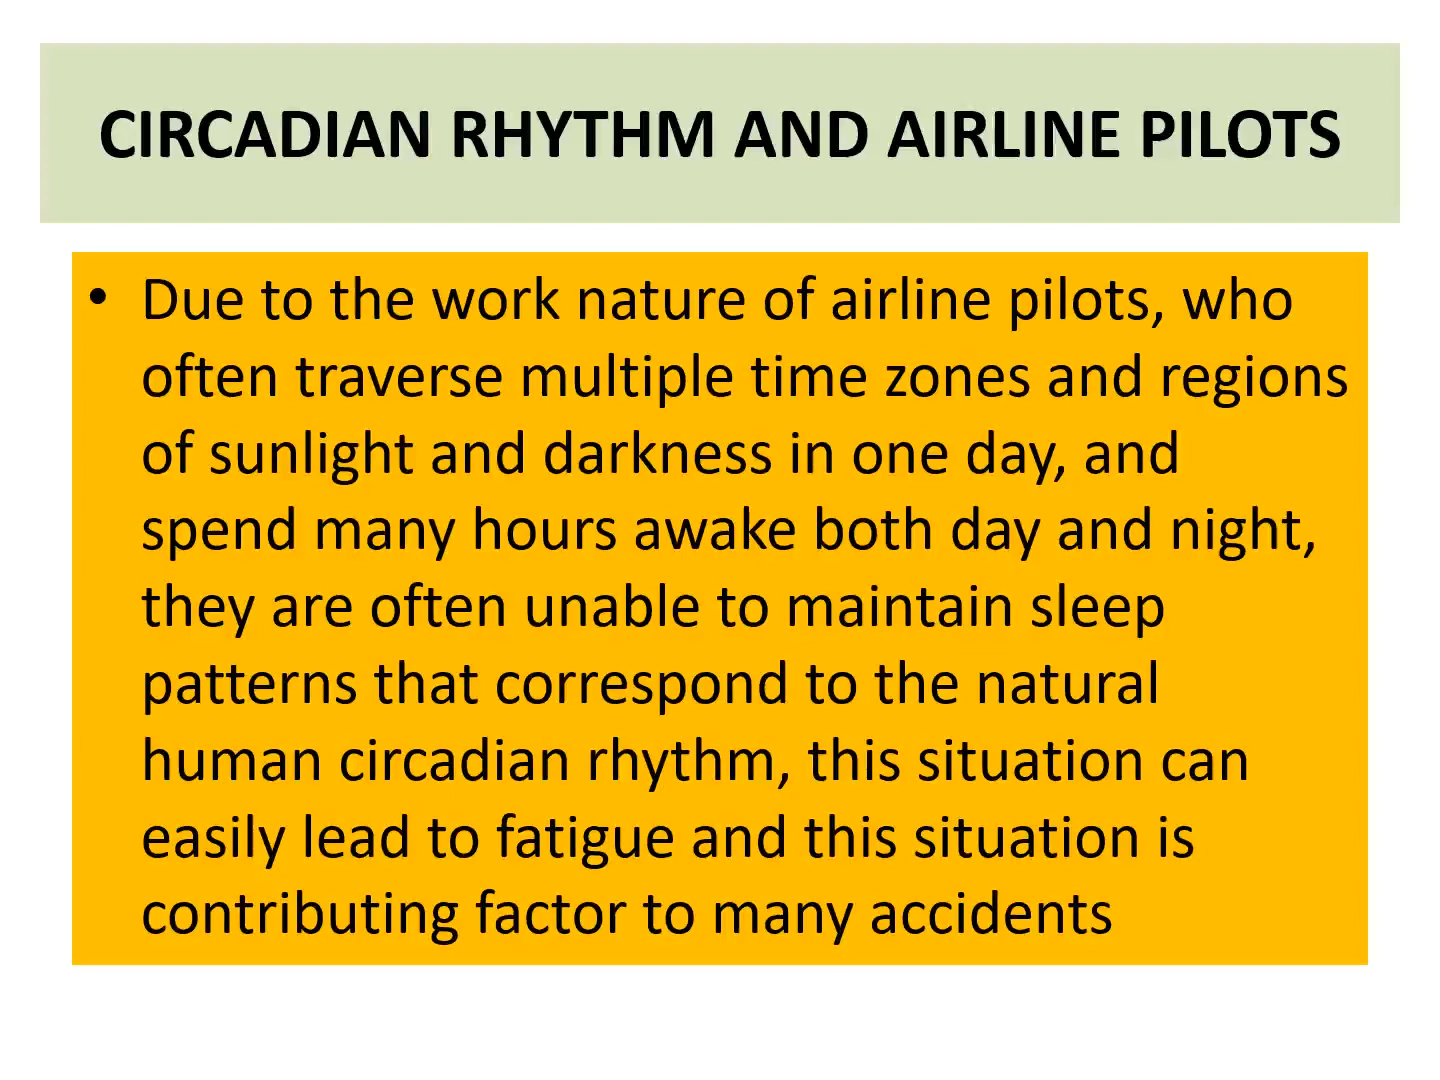 CIRCADIAN RHYTHM AND AIRLINE PILOTS
• Due to the work nature of airline pilots, who
often traverse multiple time zones and regions
of sunlight and darkness in one day, and
spend many hours awake both day and night,
they are often unable to maintain sleep
patterns that correspond to the natural
human circadian rhythm, this situation can
easily lead to fatigue and this situation is
contributing factor to many accidents